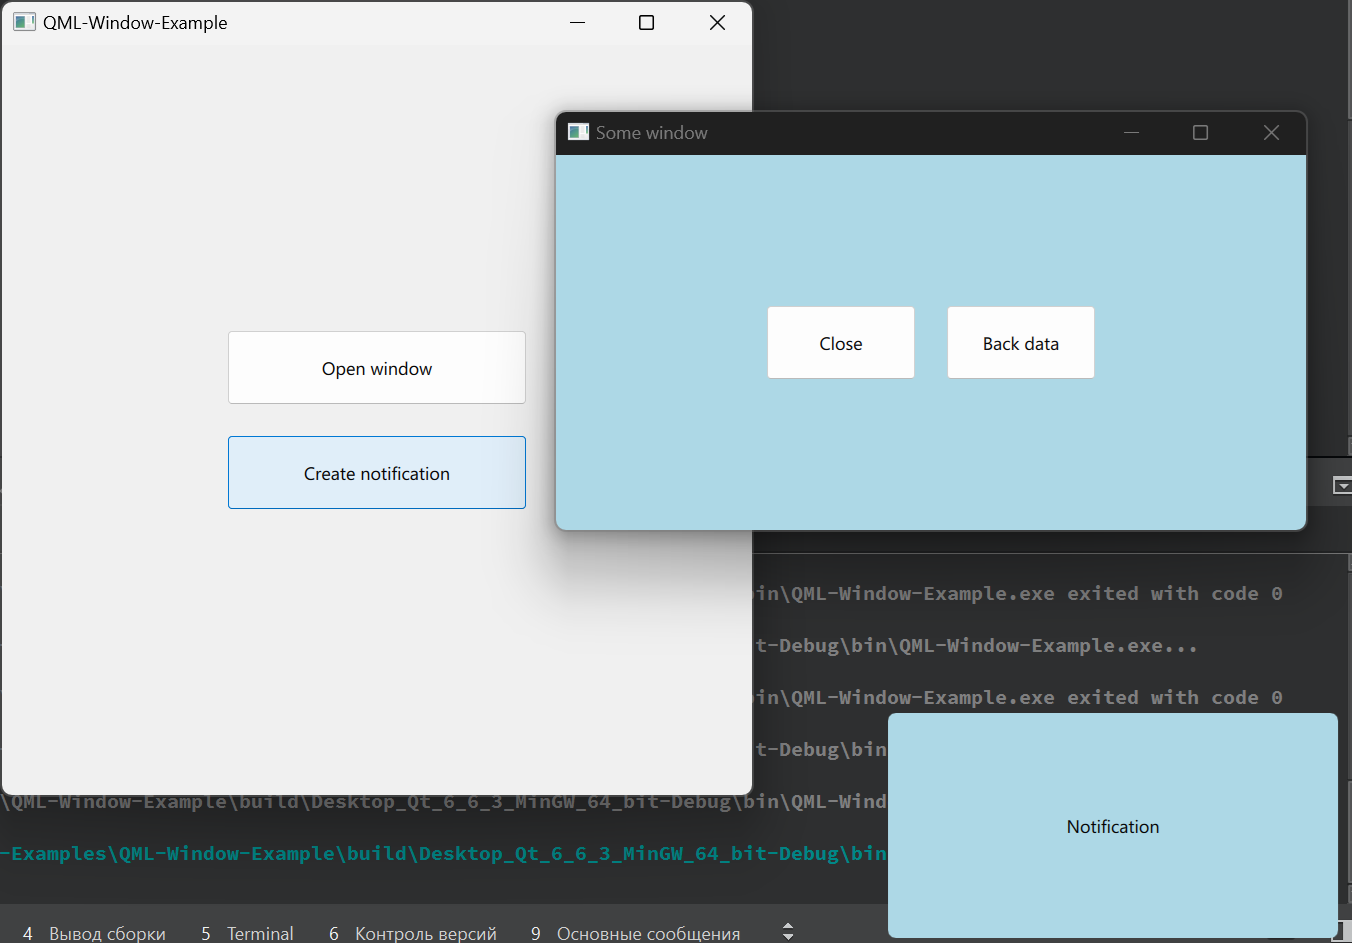 QML-Window-Example
Some window
Close
Back data
Open window
Create notification
in\QML-Window-Example.exe exited with code 0
t-Debug\bin\QML-Window-Example.exe...
in\QML-Window-Example.exe exited with code 0
t-Debug\bin
\QML-Window-Example\build\Desktop_Qt_6_6_3_MinGW_64_bit-Debug\bin\QML-Wind
-Examples\QML-Window-Example\build\Desktop_Qt_6_6_3_MinGW_64_bit-Debug\bin
Notification
4 Вывод сборки 5 Terminal 6 Контроль версий 9 Основные сообщения